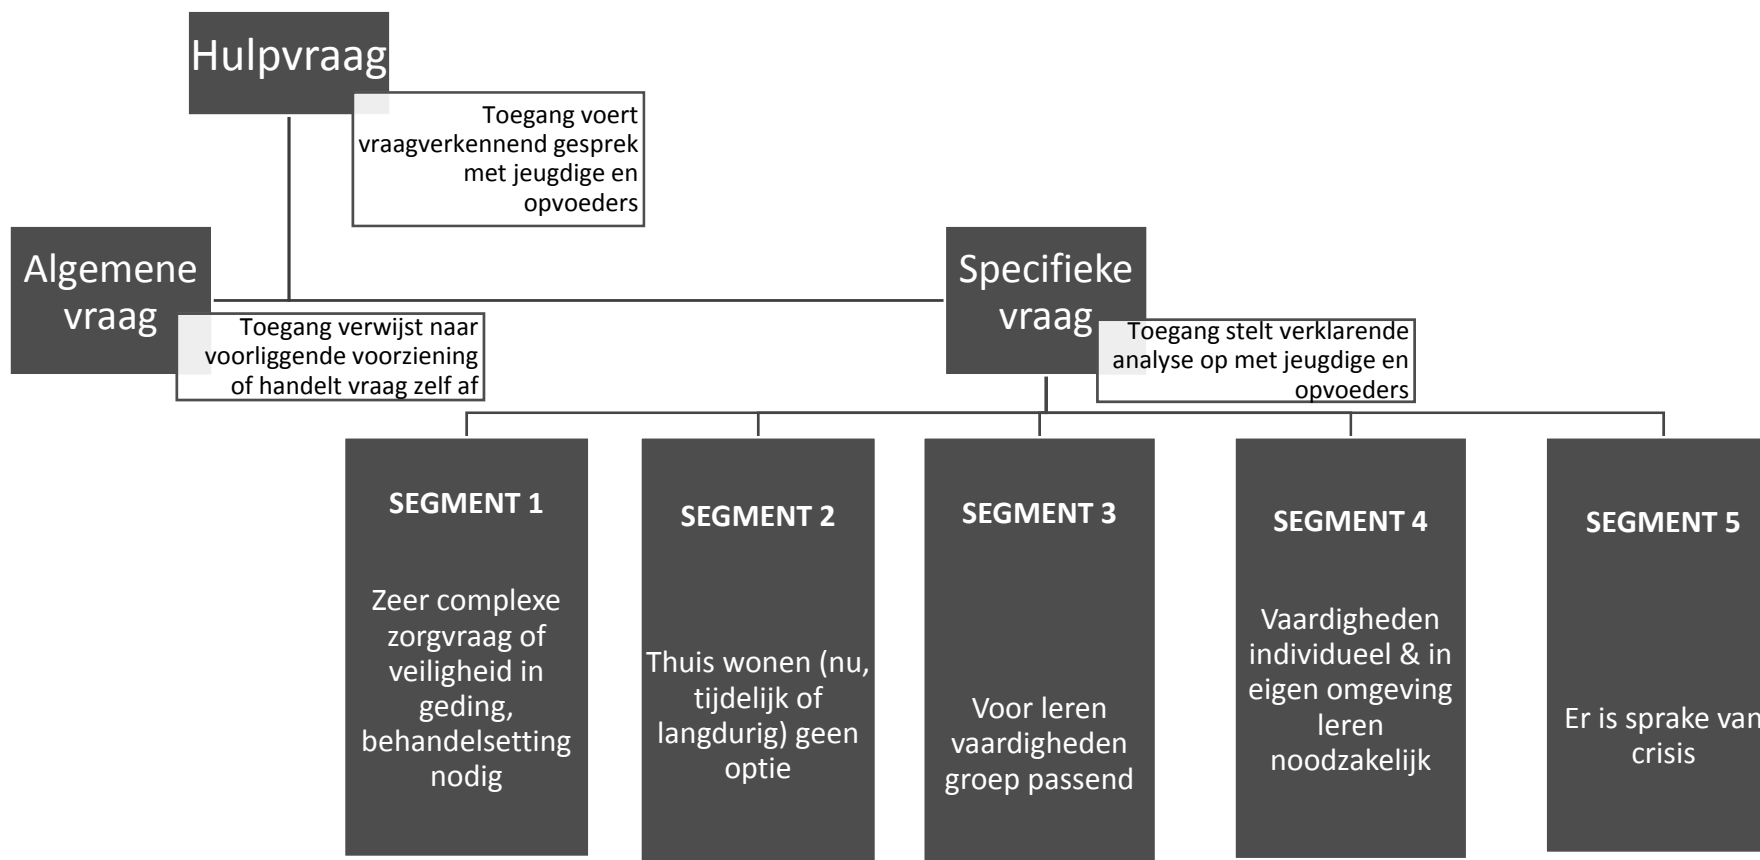 Hulpvraag
Toegang voert
vraagverkennend gesprek
met jeugdige en
opvoeders
Algemene
vraag
Toegang verwijst naar
voorliggende voorziening
of handelt vraag zelf af
Specifieke
vraag
Toegang stelt verklarende
analyse op met jeugdige en
opvoeders
SEGMENT 1
Zeer complexe
zorgvraag of
veiligheid in
geding,
behandelsetting
nodig
SEGMENT 2
Thuis wonen (nu,
tijdelijk of
langdurig) geen
optie
SEGMENT 3
Voor leren
vaardigheden
groep passend
SEGMENT 4
Vaardigheden
individueel & in
eigen omgeving
leren
noodzakelijk
SEGMENT 5
Er is sprake van
crisis